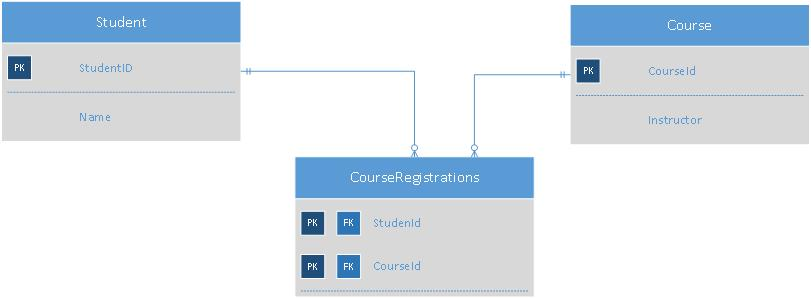 Student
PK StudentID
Name
Course
PK CourseId
Instructor
CourseRegistrations
PK FK StudenId
PK FK CourseId